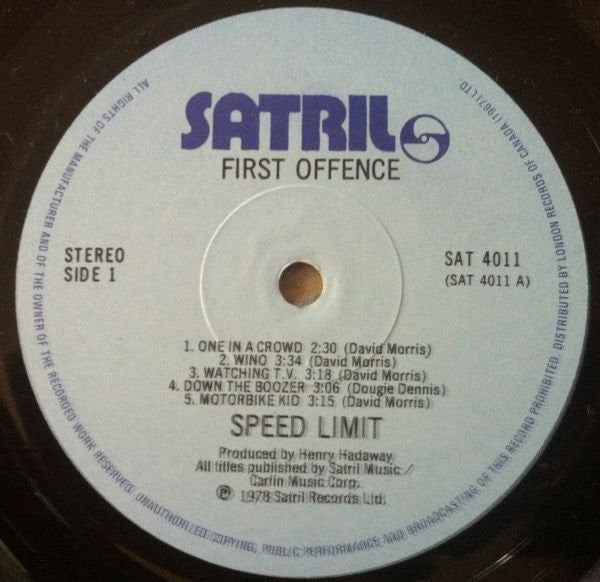 SATRIL
FIRST OFFENCE
STEREO
SIDE 1
SAT 4011
(SAT 4011 A)
1. ONE IN A CROWD 2:30 (David Morris)
2. WINO 3:34 (David Morris)
3. WATCHING T.V. 3:18 (David Morris)
4. DOWN THE BOOZER 3:06 (Dougie Dennis)
5. MOTORBIKE KID 3:15 (David Morris)
SPEED LIMIT
Produced by Henry Hadaway
All titles published by Satril Music /
Carlin Music Corp.
℗ 1978 Satril Records Ltd.
ALL RIGHTS OF THE MANUFACTURER AND OF THE OWNER OF THE RECORDED WORK RESERVED. UNAUTHORIZED COPYING, PUBLIC PERFORMANCE AND BROADCASTING OF THIS RECORD PROHIBITED. DISTRIBUTED BY LONDON RECORDS OF CANADA (1967) LTD